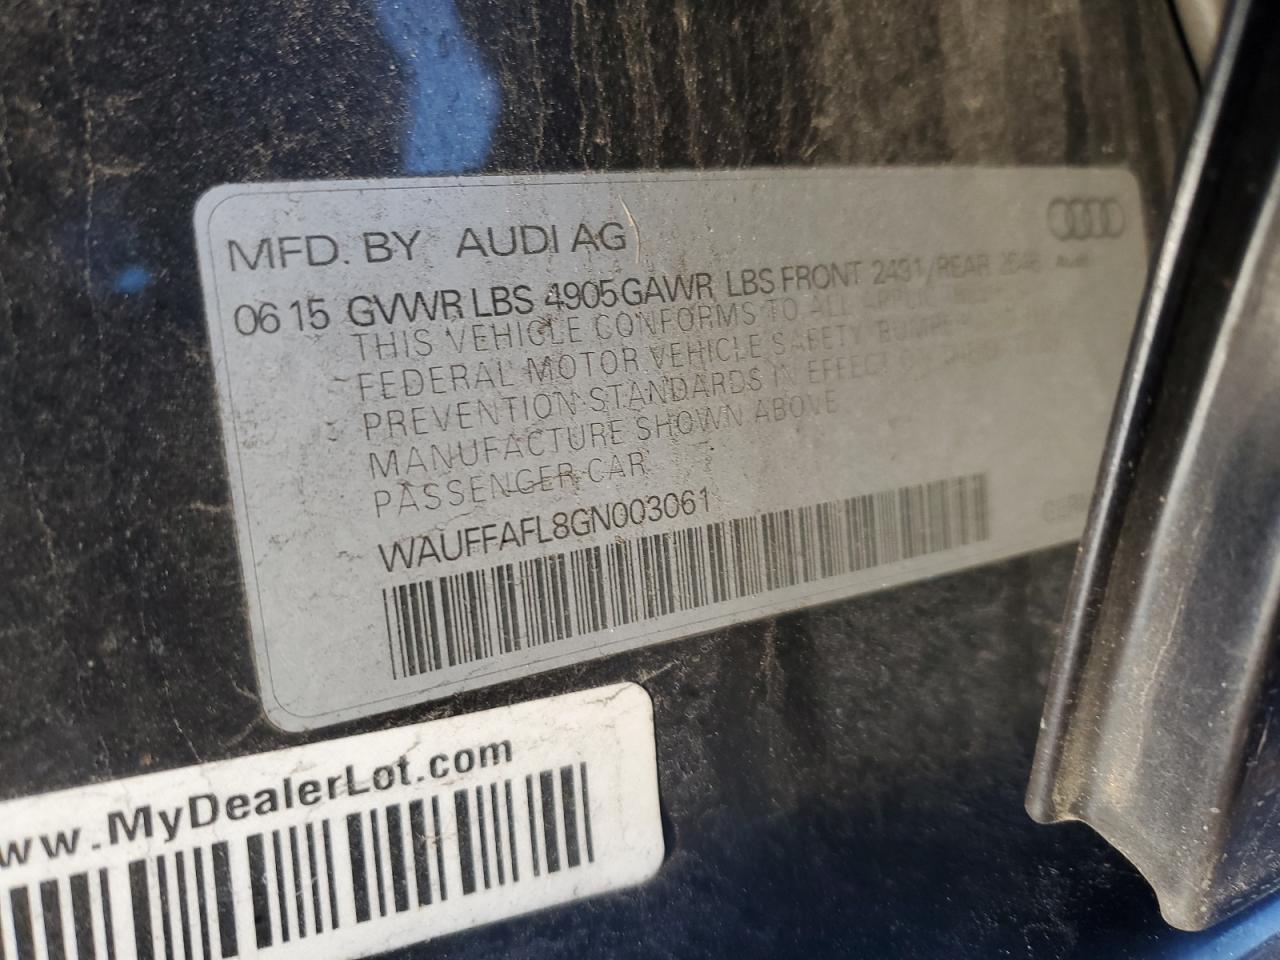 MFD. BY AUDI AG
06 15 GVWR LBS 4905 GAWR LBS FRONT 2491/REAR
THIS VEHICLE CONFORMS TO ALL
FEDERAL MOTOR VEHICLE SAFETY
PREVENTION STANDARDS IN EFFECT
MANUFACTURE SHOWN ABOVE
PASSENGER CAR
WAUFFAFL8GN003061
ww.MyDealerLot.com